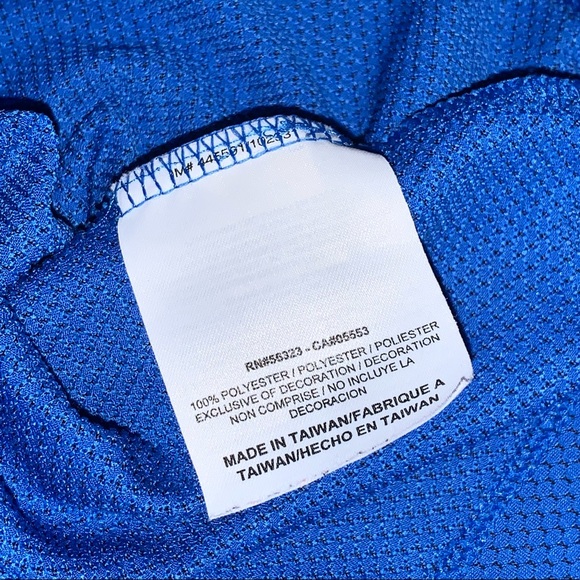 RN#56323 - CA#05553
100% POLYESTER / POLYESTER / POLIESTER
EXCLUSIVE OF DECORATION / DECORATION
NON COMPRISE / NO INCLUYE LA
DECORACION
MADE IN TAIWAN/FABRIQUE A
TAIWAN/HECHO EN TAIWAN